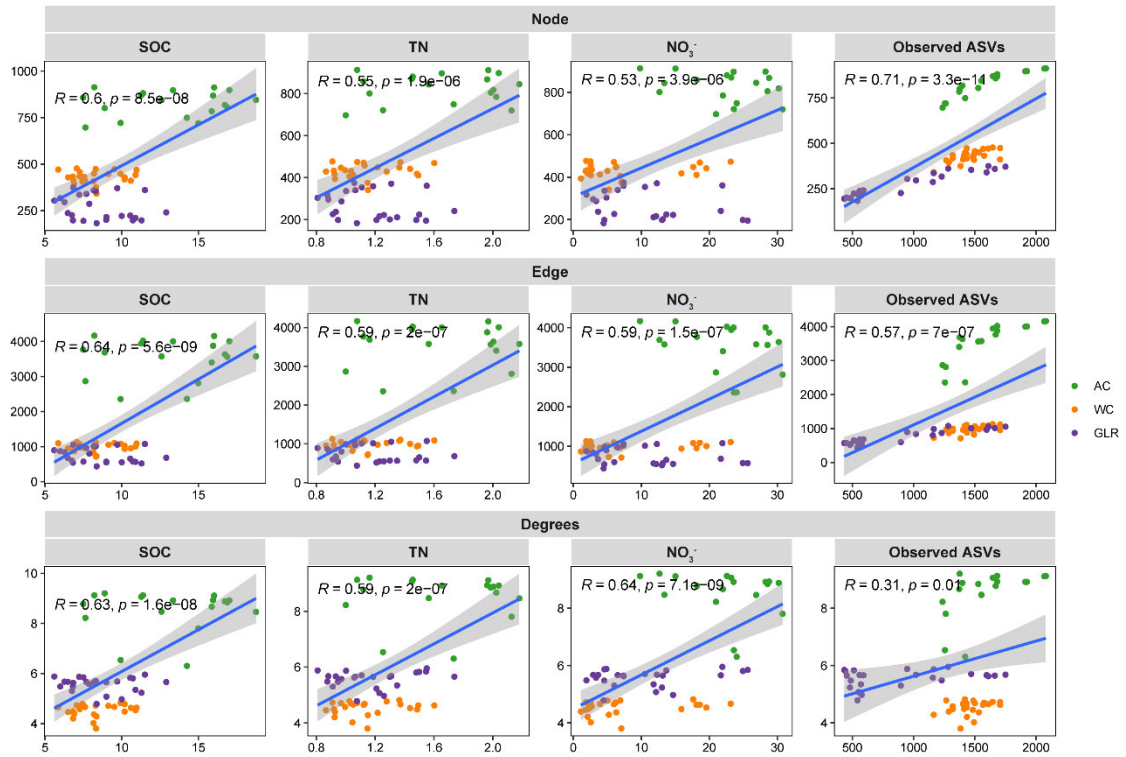 Node
SOC TN NO₃⁻ Observed ASVs
R = 0.6, p = 8.5e−08 R = 0.55, p = 1.9e−06 R = 0.53, p = 3.9e−06 R = 0.71, p = 3.3e−11
1000 750 500 250
800 600 400 200
800 600 400 200
750 500 250
5 10 15 0.8 1.2 1.6 2.0 0 10 20 30 500 1000 1500 2000
Edge
SOC TN NO₃⁻ Observed ASVs
R = 0.64, p = 5.6e−09 R = 0.59, p = 2e−07 R = 0.59, p = 1.5e−07 R = 0.57, p = 7e−07
4000 3000 2000 1000 0
4000 3000 2000 1000 0
4000 3000 2000 1000 0
4000 3000 2000 1000 0
5 10 15 0.8 1.2 1.6 2.0 0 10 20 30 500 1000 1500 2000
AC
WC
GLR
Degrees
SOC TN NO₃⁻ Observed ASVs
R = 0.63, p = 1.6e−08 R = 0.59, p = 2e−07 R = 0.64, p = 7.1e−09 R = 0.31, p = 0.01
10 8 6 4
8 6 4
8 6 4
8 6 4
5 10 15 0.8 1.2 1.6 2.0 0 10 20 30 500 1000 1500 2000